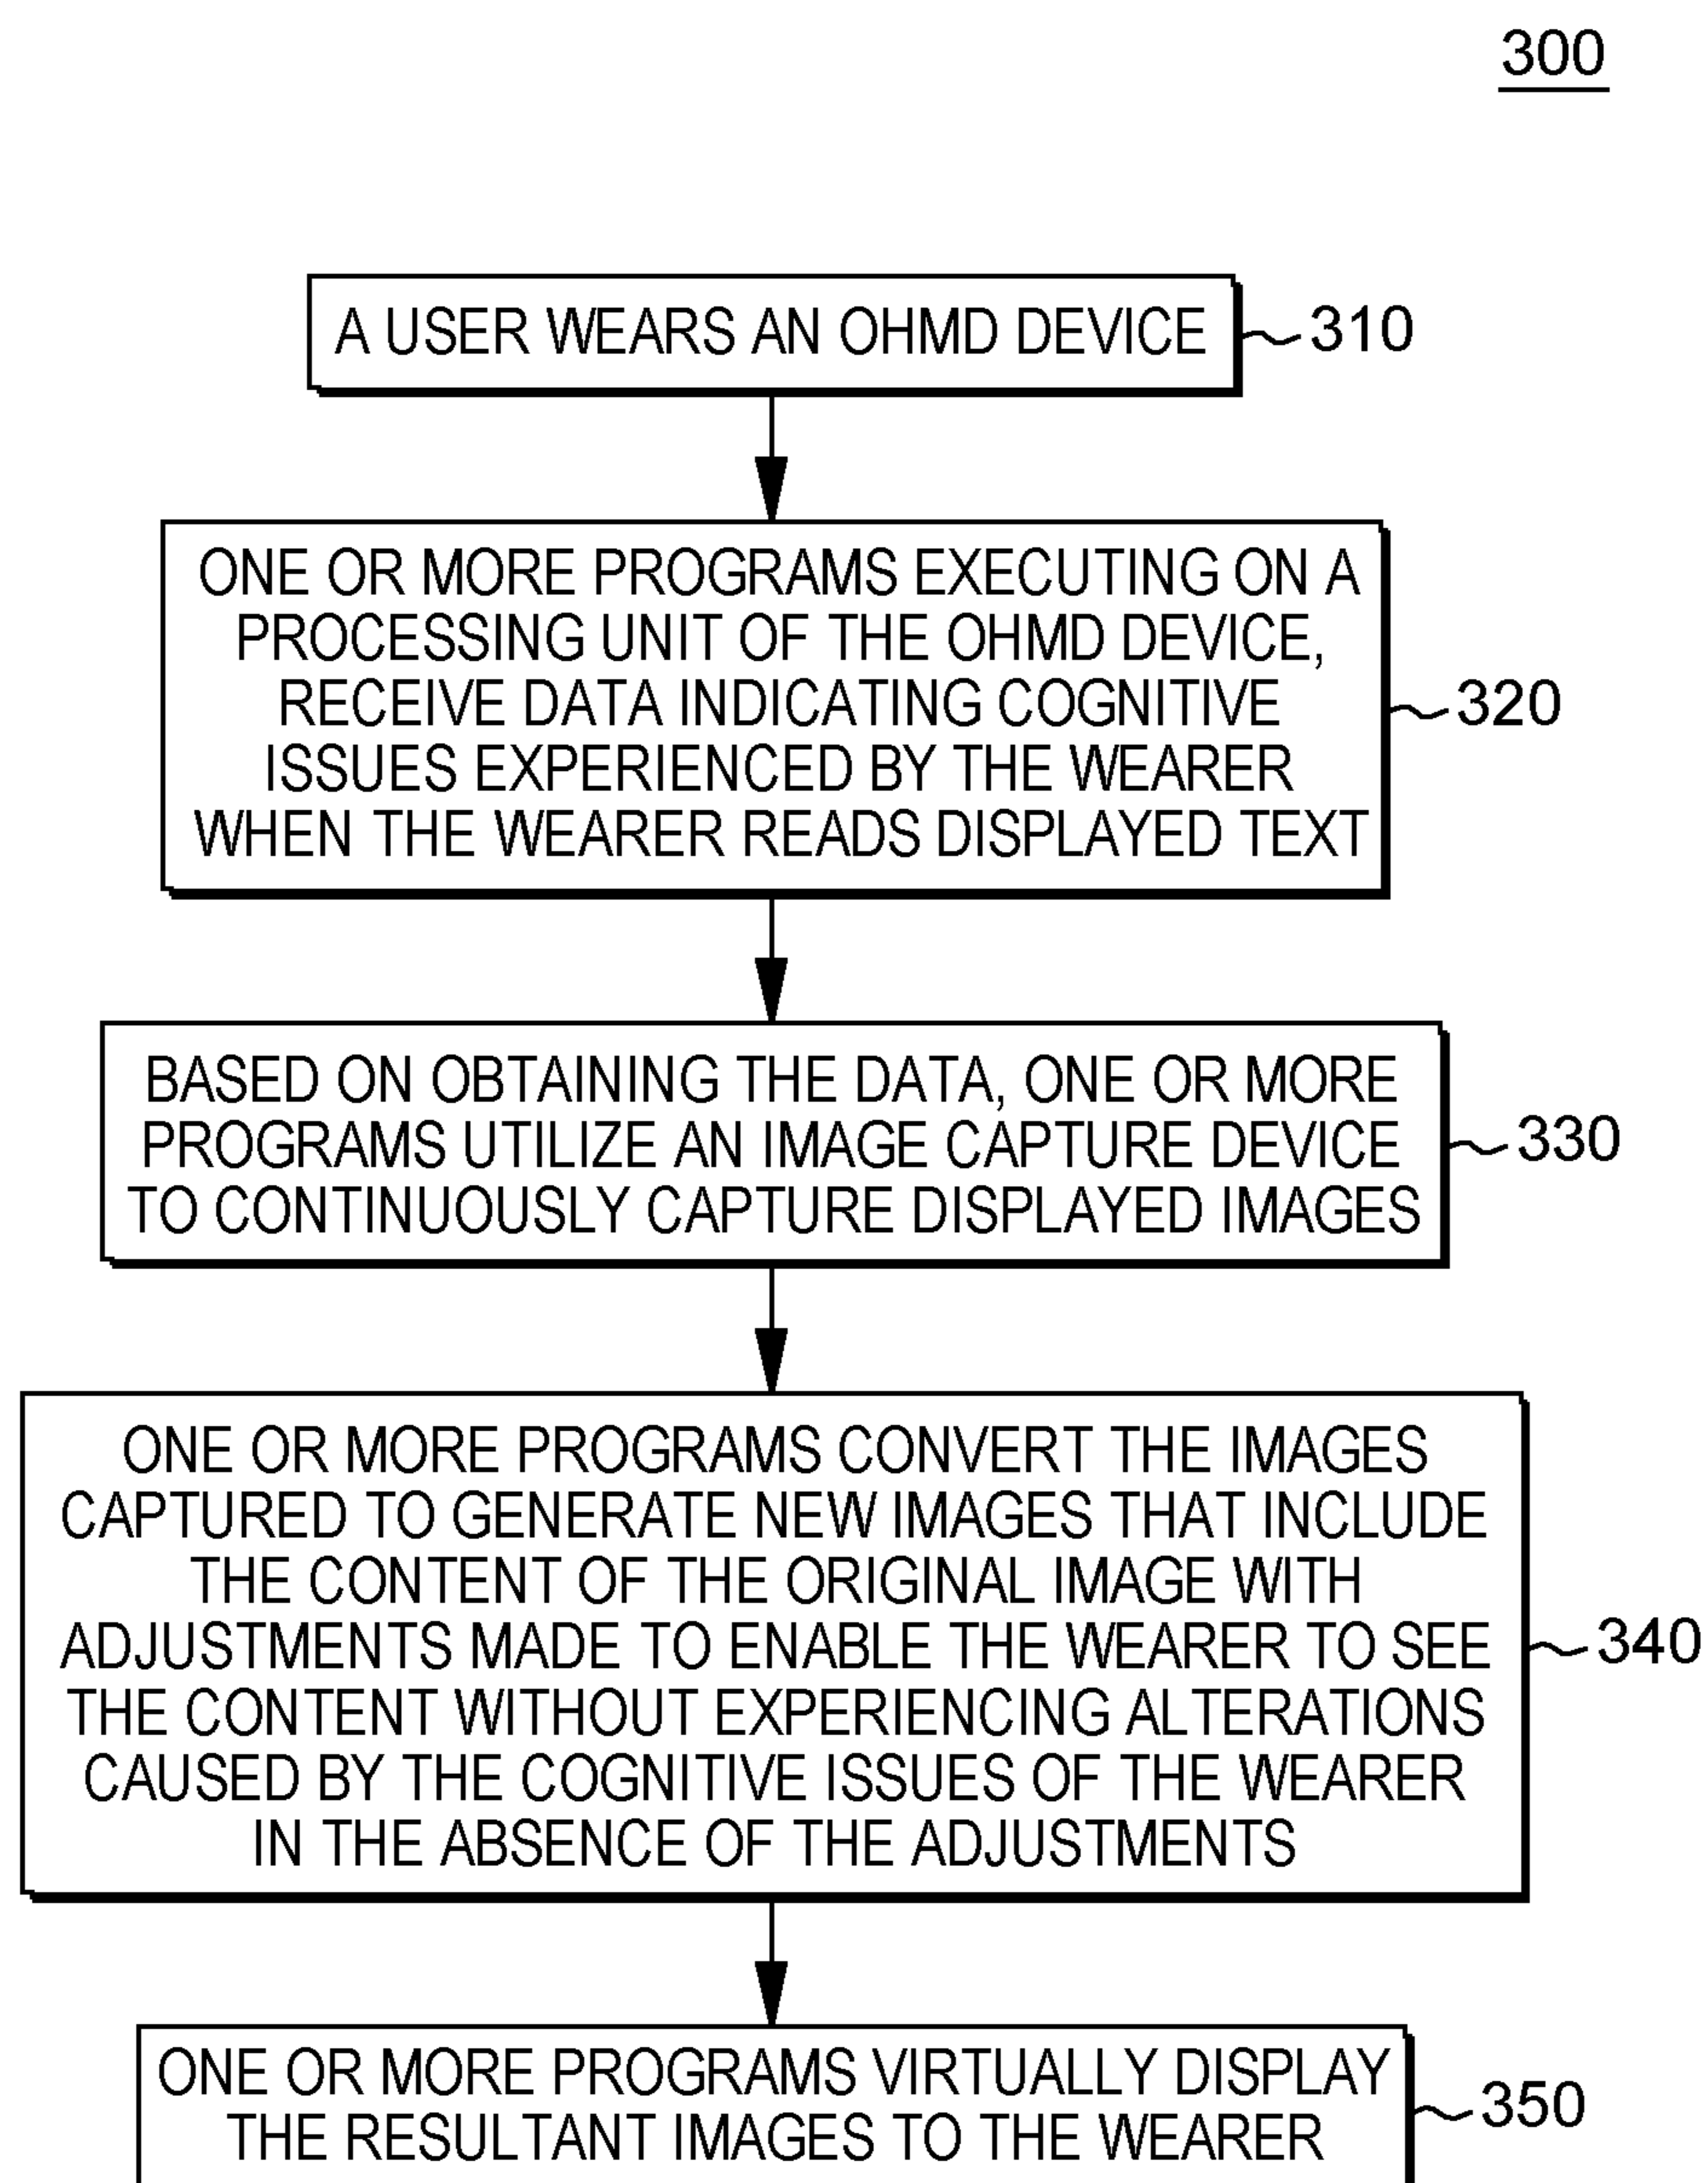 300
A USER WEARS AN OHMD DEVICE
310
ONE OR MORE PROGRAMS EXECUTING ON A
PROCESSING UNIT OF THE OHMD DEVICE,
RECEIVE DATA INDICATING COGNITIVE
ISSUES EXPERIENCED BY THE WEARER
WHEN THE WEARER READS DISPLAYED TEXT
320
BASED ON OBTAINING THE DATA, ONE OR MORE
PROGRAMS UTILIZE AN IMAGE CAPTURE DEVICE
TO CONTINUOUSLY CAPTURE DISPLAYED IMAGES
330
ONE OR MORE PROGRAMS CONVERT THE IMAGES
CAPTURED TO GENERATE NEW IMAGES THAT INCLUDE
THE CONTENT OF THE ORIGINAL IMAGE WITH
ADJUSTMENTS MADE TO ENABLE THE WEARER TO SEE
THE CONTENT WITHOUT EXPERIENCING ALTERATIONS
CAUSED BY THE COGNITIVE ISSUES OF THE WEARER
IN THE ABSENCE OF THE ADJUSTMENTS
340
ONE OR MORE PROGRAMS VIRTUALLY DISPLAY
THE RESULTANT IMAGES TO THE WEARER
350